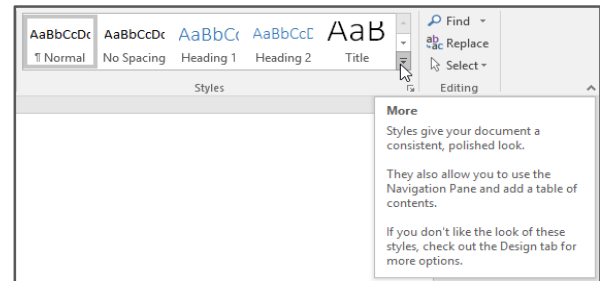 AaBbCcDc AaBbCcDc AaBbCc AaBbCcE AaB
¶ Normal No Spacing Heading 1 Heading 2 Title
Styles
Find
Replace
Select
Editing
More
Styles give your document a
consistent, polished look.
They also allow you to use the
Navigation Pane and add a table of
contents.
If you don't like the look of these
styles, check out the Design tab for
more options.